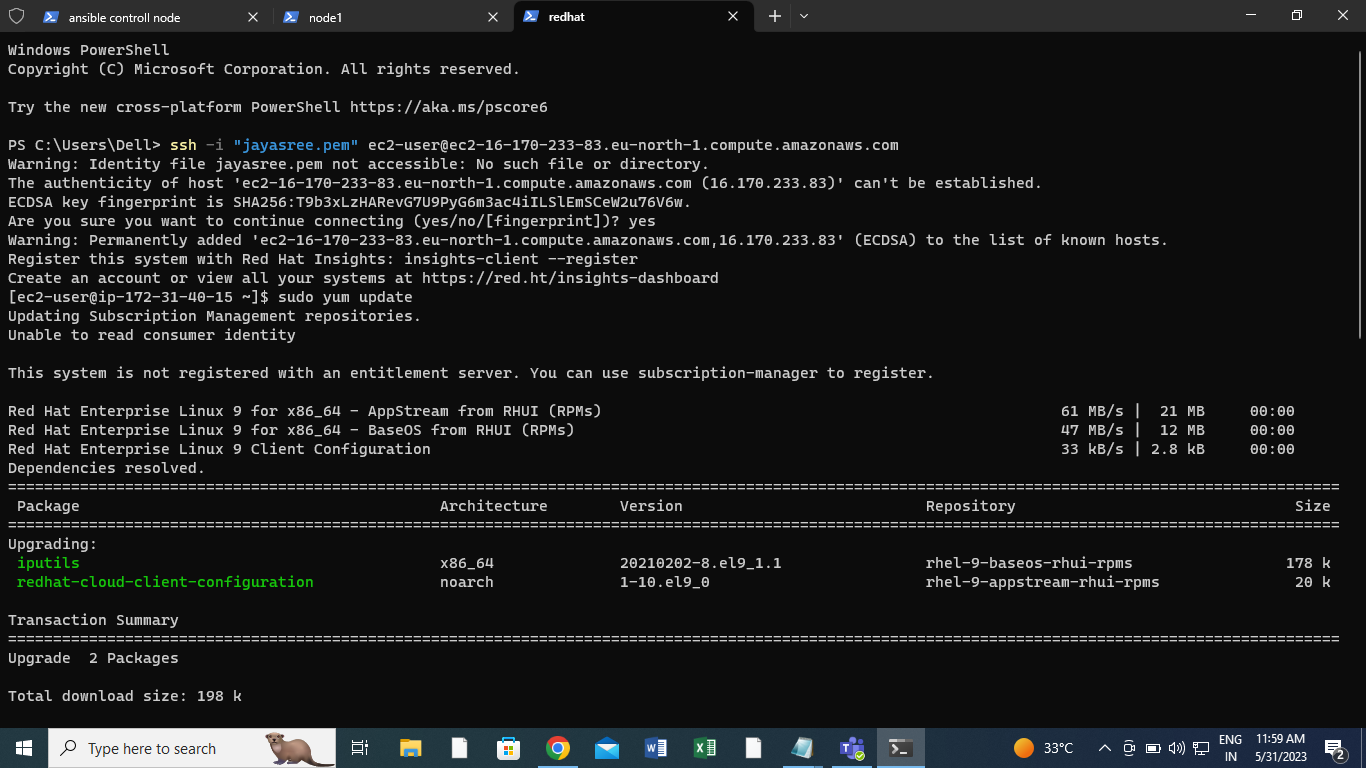 ansible controll node
node1
redhat
Windows PowerShell
Copyright (C) Microsoft Corporation. All rights reserved.
Try the new cross-platform PowerShell https://aka.ms/pscore6
PS C:\Users\Dell> ssh -i "jayasree.pem" ec2-user@ec2-16-170-233-83.eu-north-1.compute.amazonaws.com
Warning: Identity file jayasree.pem not accessible: No such file or directory.
The authenticity of host 'ec2-16-170-233-83.eu-north-1.compute.amazonaws.com (16.170.233.83)' can't be established.
ECDSA key fingerprint is SHA256:T9b3xLzHARevG7U9PyG6m3ac4iILSlEmSCeW2u76V6w.
Are you sure you want to continue connecting (yes/no/[fingerprint])? yes
Warning: Permanently added 'ec2-16-170-233-83.eu-north-1.compute.amazonaws.com,16.170.233.83' (ECDSA) to the list of known hosts.
Register this system with Red Hat Insights: insights-client --register
Create an account or view all your systems at https://red.ht/insights-dashboard
[ec2-user@ip-172-31-40-15 ~]$ sudo yum update
Updating Subscription Management repositories.
Unable to read consumer identity
This system is not registered with an entitlement server. You can use subscription-manager to register.
Red Hat Enterprise Linux 9 for x86_64 - AppStream from RHUI (RPMs) 61 MB/s | 21 MB 00:00
Red Hat Enterprise Linux 9 for x86_64 - BaseOS from RHUI (RPMs) 47 MB/s | 12 MB 00:00
Red Hat Enterprise Linux 9 Client Configuration 33 kB/s | 2.8 kB 00:00
Dependencies resolved.
Package Architecture Version Repository Size
Upgrading:
iputils x86_64 20210202-8.el9_1.1 rhel-9-baseos-rhui-rpms 178 k
redhat-cloud-client-configuration noarch 1-10.el9_0 rhel-9-appstream-rhui-rpms 20 k
Transaction Summary
Upgrade 2 Packages
Total download size: 198 k
Type here to search
33°C
ENG
IN
11:59 AM
5/31/2023
2